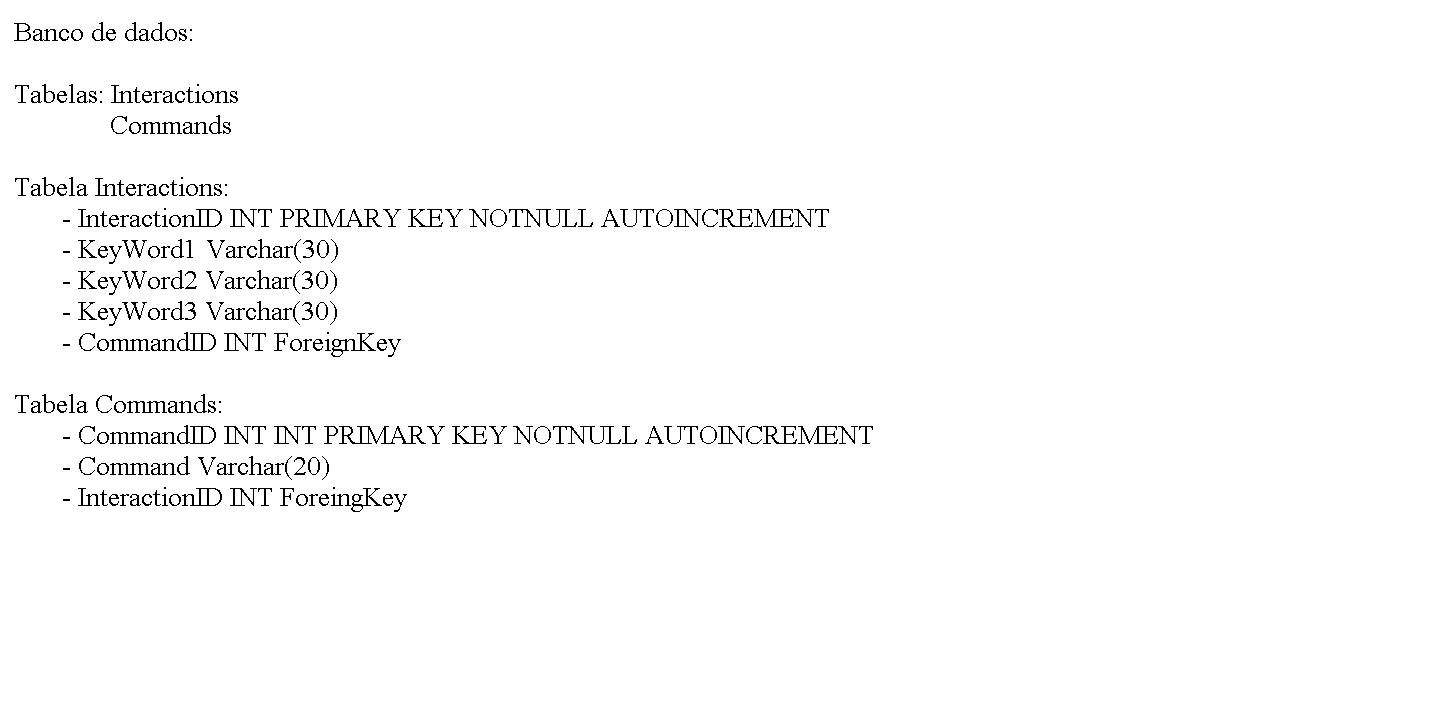 Banco de dados:
Tabelas: Interactions
Commands
Tabela Interactions:
- InteractionID INT PRIMARY KEY NOTNULL AUTOINCREMENT
- KeyWord1 Varchar(30)
- KeyWord2 Varchar(30)
- KeyWord3 Varchar(30)
- CommandID INT ForeignKey
Tabela Commands:
- CommandID INT INT PRIMARY KEY NOTNULL AUTOINCREMENT
- Command Varchar(20)
- InteractionID INT ForeingKey